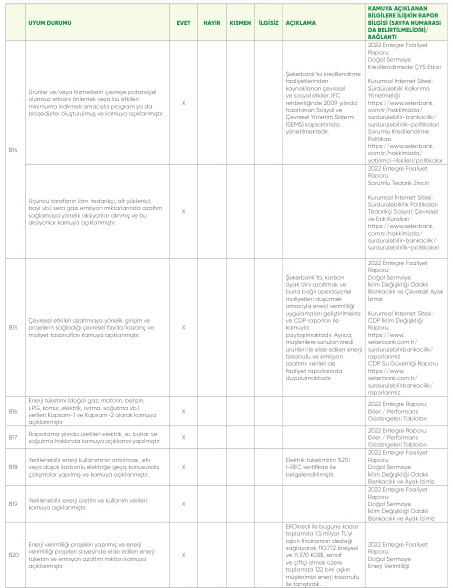 UYUM DURUMU
EVET
HAYIR
KISMEN
İLGİSİZ
AÇIKLAMA
KAMUYA AÇIKLANAN
BİLGİLERE İLİŞKİN RAPOR
BİLGİSİ (SAYFA NUMARASI
DA BELİRTİLMELİDİR)/
BAĞLANTI
B14
Ürünler ve/veya hizmetlerin çevreye potansiyel
olumsuz etkisini önlemek veya bu etkileri
minimuma indirmek amacıyla program ya da
prosedürler oluşturulmuş ve kamuya açıklanmıştır.
X
Şekerbank'ta kredilendirme
faaliyetlerinden
kaynaklanan çevresel
ve sosyal etkiler, IFC
rehberliğinde 2009 yılında
hazırlanan Sosyal ve
Çevresel Yönetim Sistemi
(SEMS) kapsamında
yönetilmektedir.
2022 Entegre Faaliyet
Raporu:
Doğal Sermaye
Kredilendirmede ÇYS Etkisi
Kurumsal İnternet Sitesi:
Sürdürülebilir Kalkınma
Yönetmeliği
https://www.sekerbank.
com.tr/hakkimizda/
surdurulebilir-bankacilik/
surdurulebilirlik-politikalari
Sorumlu Kredilendirme
Politikası
https://www.sekerbank.
com.tr/hakkimizda/
yatirimci-iliskileri/politikalar
Üçüncü tarafların (örn. tedarikçi, alt yüklenici,
bayi vb.) sera gazı emisyon miktarlarında azaltım
sağlamaya yönelik aksiyonlar alınmış ve bu
aksiyonlar kamuya açıklanmıştır.
X
2022 Entegre Faaliyet
Raporu:
Sorumlu Tedarik Zinciri
Kurumsal İnternet Sitesi:
Sürdürülebilirlik Politikaları
Tedarikçi Sosyal, Çevresel
ve Etik Kuralları
https://www.sekerbank.
com.tr/hakkimizda/
surdurulebilir-bankacilik/
surdurulebilirlik-politikalari
B15
Çevresel etkileri azaltmaya yönelik girişim ve
projelerin sağladığı çevresel fayda/kazanç ve
maliyet tasarrufları kamuya açıklanmıştır.
X
Şekerbank'ta, karbon
ayak izini azaltmak ve
buna bağlı operasyonel
maliyetleri düşürmek
amacıyla enerji verimliliği
uygulamaları geliştirilmekte
ve CDP raporları ile
kamuyla
paylaşılmaktadır. Ayrıca,
müşterilere sunulan kredi
ürünleri ile elde edilen enerji
tasarrufu ve emisyon
azaltımı verileri de
faaliyet raporlarında
duyurulmaktadır.
2022 Entegre Faaliyet
Raporu:
Doğal Sermaye
İklim Değişikliği Odaklı
Bankacılık ve Çevresel Ayak
İzimiz
Kurumsal İnternet Sitesi:
CDP İklim Değişikliği
Raporu,
https://www.
sekerbank.com.tr/
surdurulebilir-bankacilik/
raporlarimiz
CDP Su Güvenliği Raporu
https://www.
sekerbank.com.tr/
surdurulebilir-bankacilik/
raporlarimiz
B16
Enerji tüketimi (doğal gaz, motorin, benzin,
LPG, kömür, elektrik, ısıtma, soğutma vb.)
verileri Kapsam-1 ve Kapsam-2 olarak kamuya
açıklanmıştır.
X
2022 Entegre Raporu:
Ekler / Performans
Göstergeleri Tabloları
B17
Raporlama yılında üretilen elektrik, ısı, buhar ve
soğutma hakkında kamuya açıklama yapılmıştır.
X
2022 Entegre Raporu:
Ekler / Performans
Göstergeleri Tabloları
B18
Yenilenebilir enerji kullanımının artırılması, sıfır
veya düşük karbonlu elektriğe geçiş konusunda
çalışmalar yapılmış ve kamuya açıklanmıştır.
X
Elektrik tüketiminin %25'i
I-REC sertifikası ile
belgelendirilmiştir.
2022 Entegre Faaliyet
Raporu:
Doğal Sermaye
İklim Değişikliği Odaklı
Bankacılık ve Ayak İzimiz
B19
Yenilenebilir enerji üretim ve kullanım verileri
kamuya açıklanmıştır.
X
2022 Entegre Faaliyet
Raporu:
Doğal Sermaye
İklim Değişikliği Odaklı
Bankacılık ve Ayak İzimiz
B20
Enerji verimliliği projeleri yapılmış ve enerji
verimliliği projeleri sayesinde elde edilen enerji
tüketim ve emisyon azaltım miktarı kamuya
açıklanmıştır.
X
EKOkredi ile bugüne kadar
toplamda 1,5 milyar TL'yi
aşkın finansman desteği
sağlayarak 110.772 bireysel
ve 11.370 KOBİ, esnaf
ve çiftçi olmak üzere
toplamda 122 bini aşkın
müşterimizi enerji tasarrufu
ile tanıştırdık.
2022 Entegre Faaliyet
Raporu:
Doğal Sermaye
Enerji Verimliliği